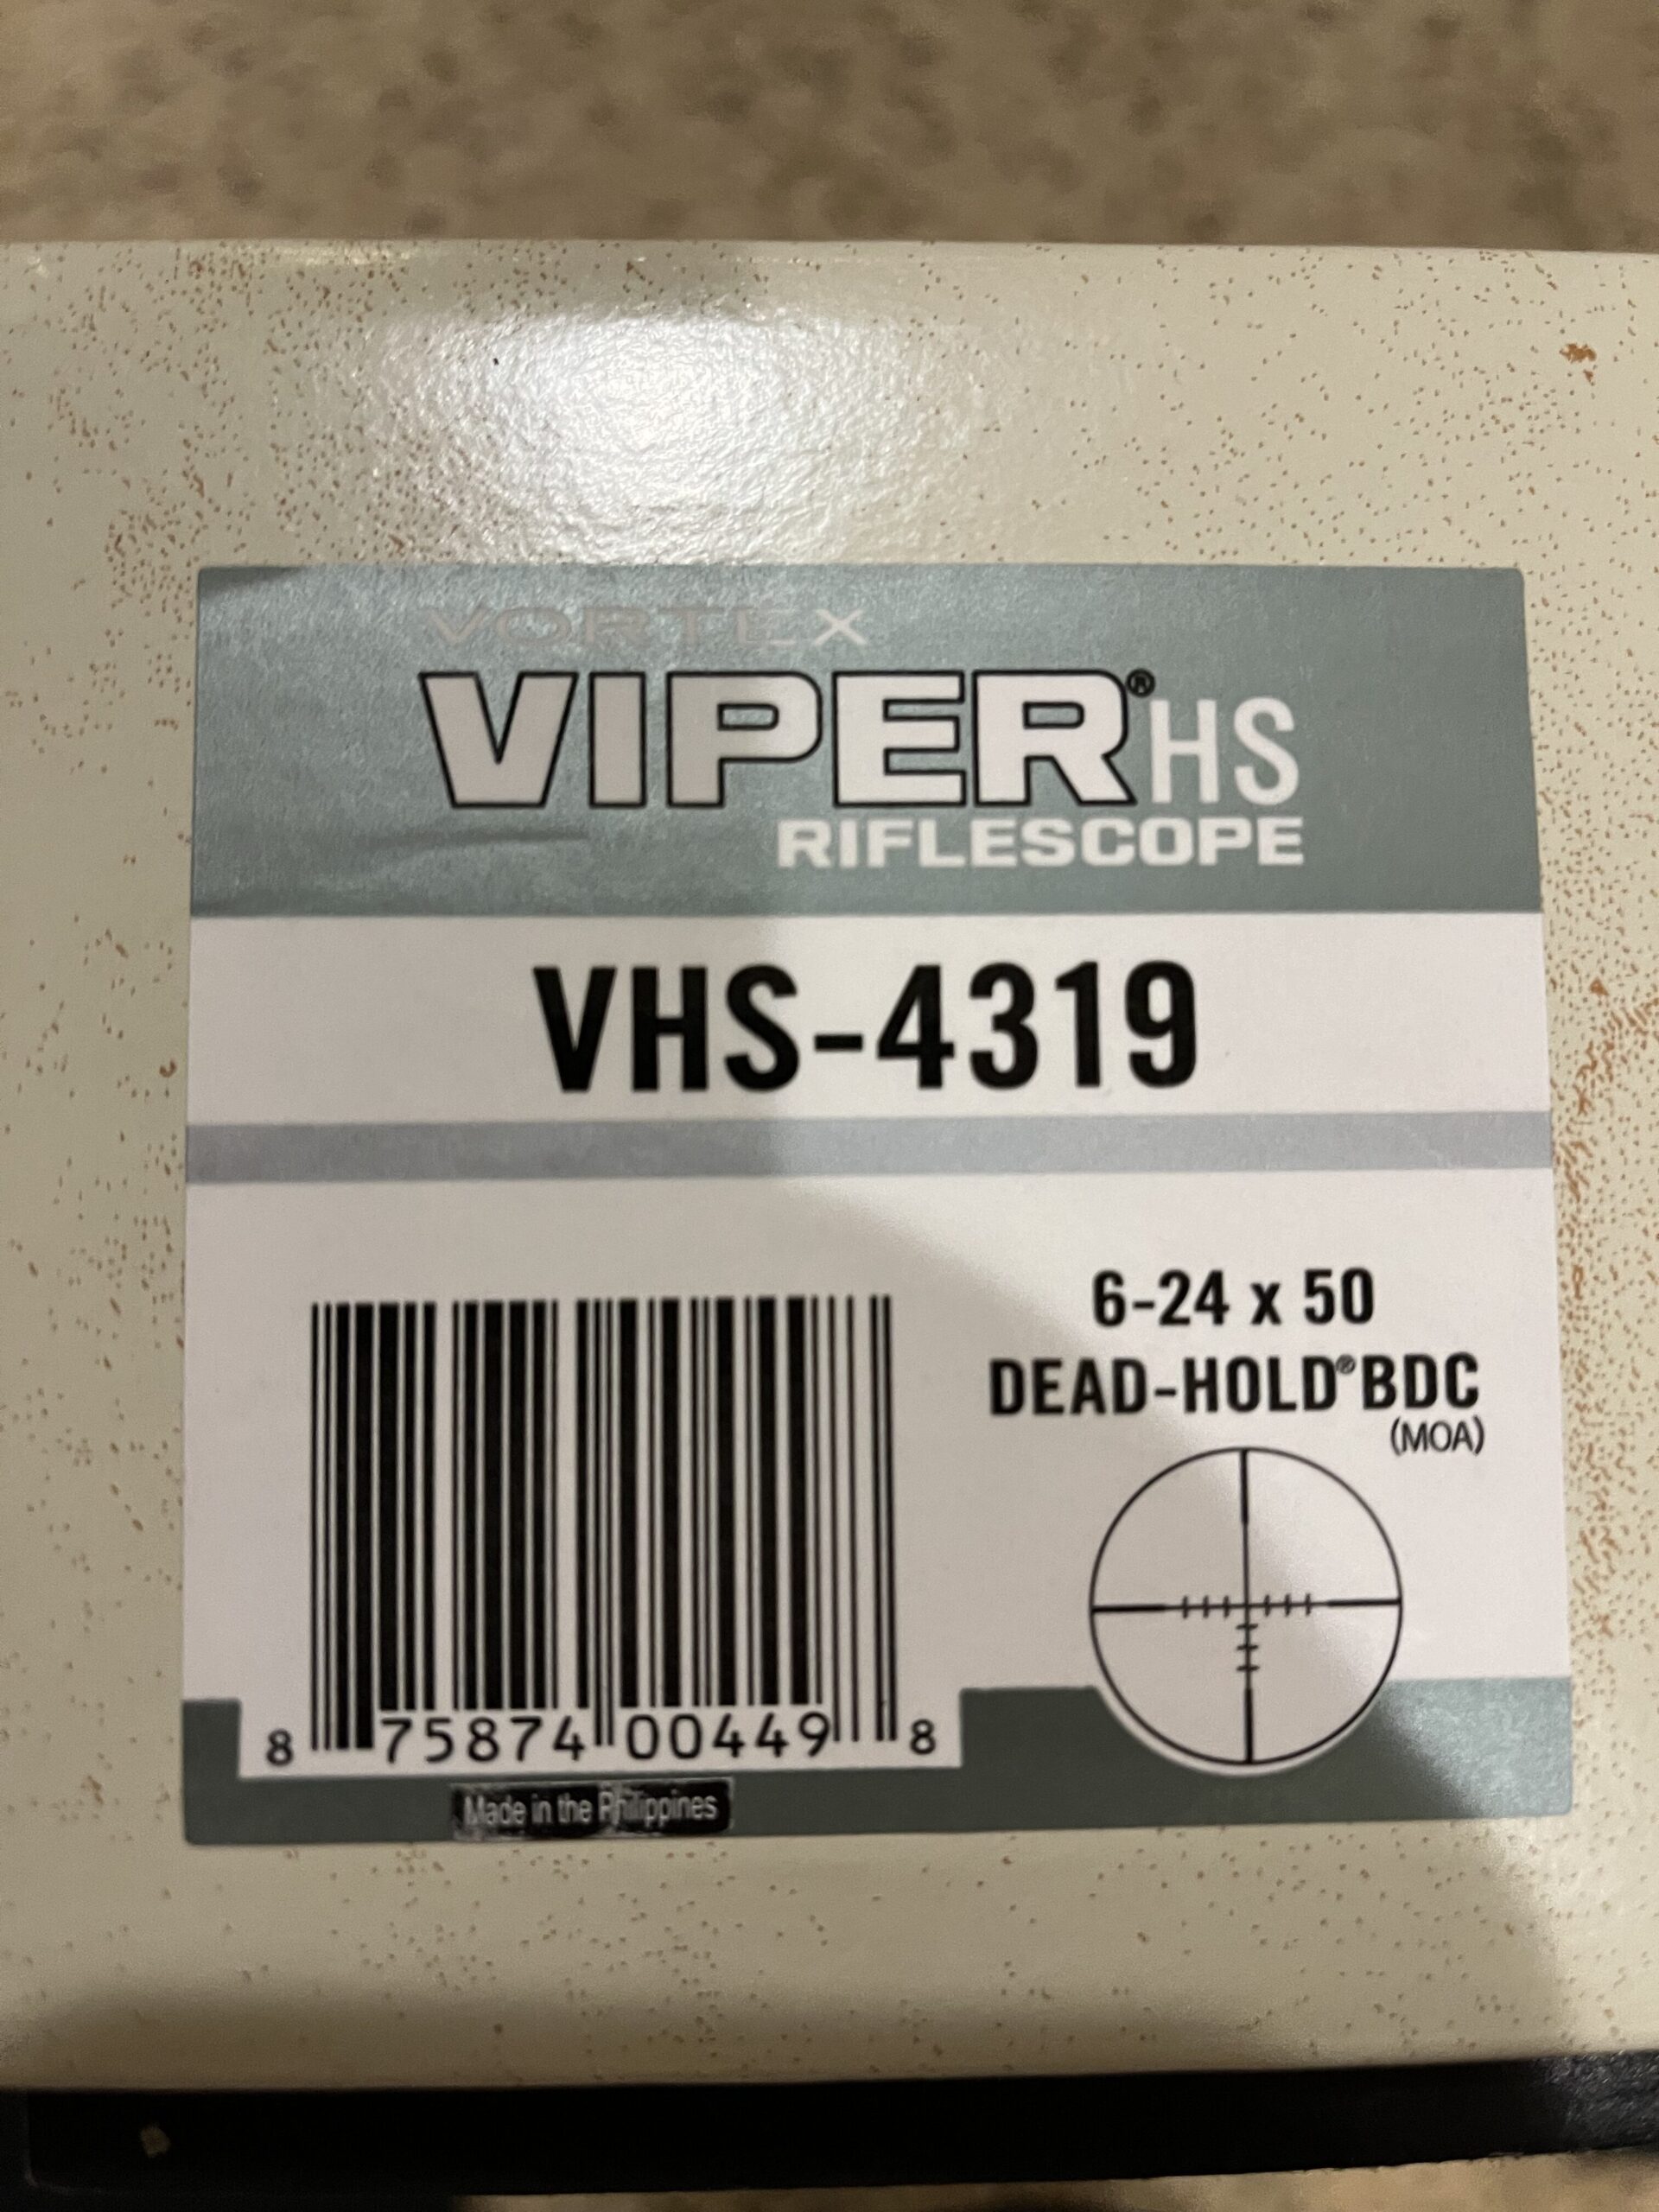 VORTEX
VIPER® HS
RIFLESCOPE
VHS-4319
6-24 x 50
DEAD-HOLD® BDC
(MOA)
8 75874 00449 8
Made in the Philippines